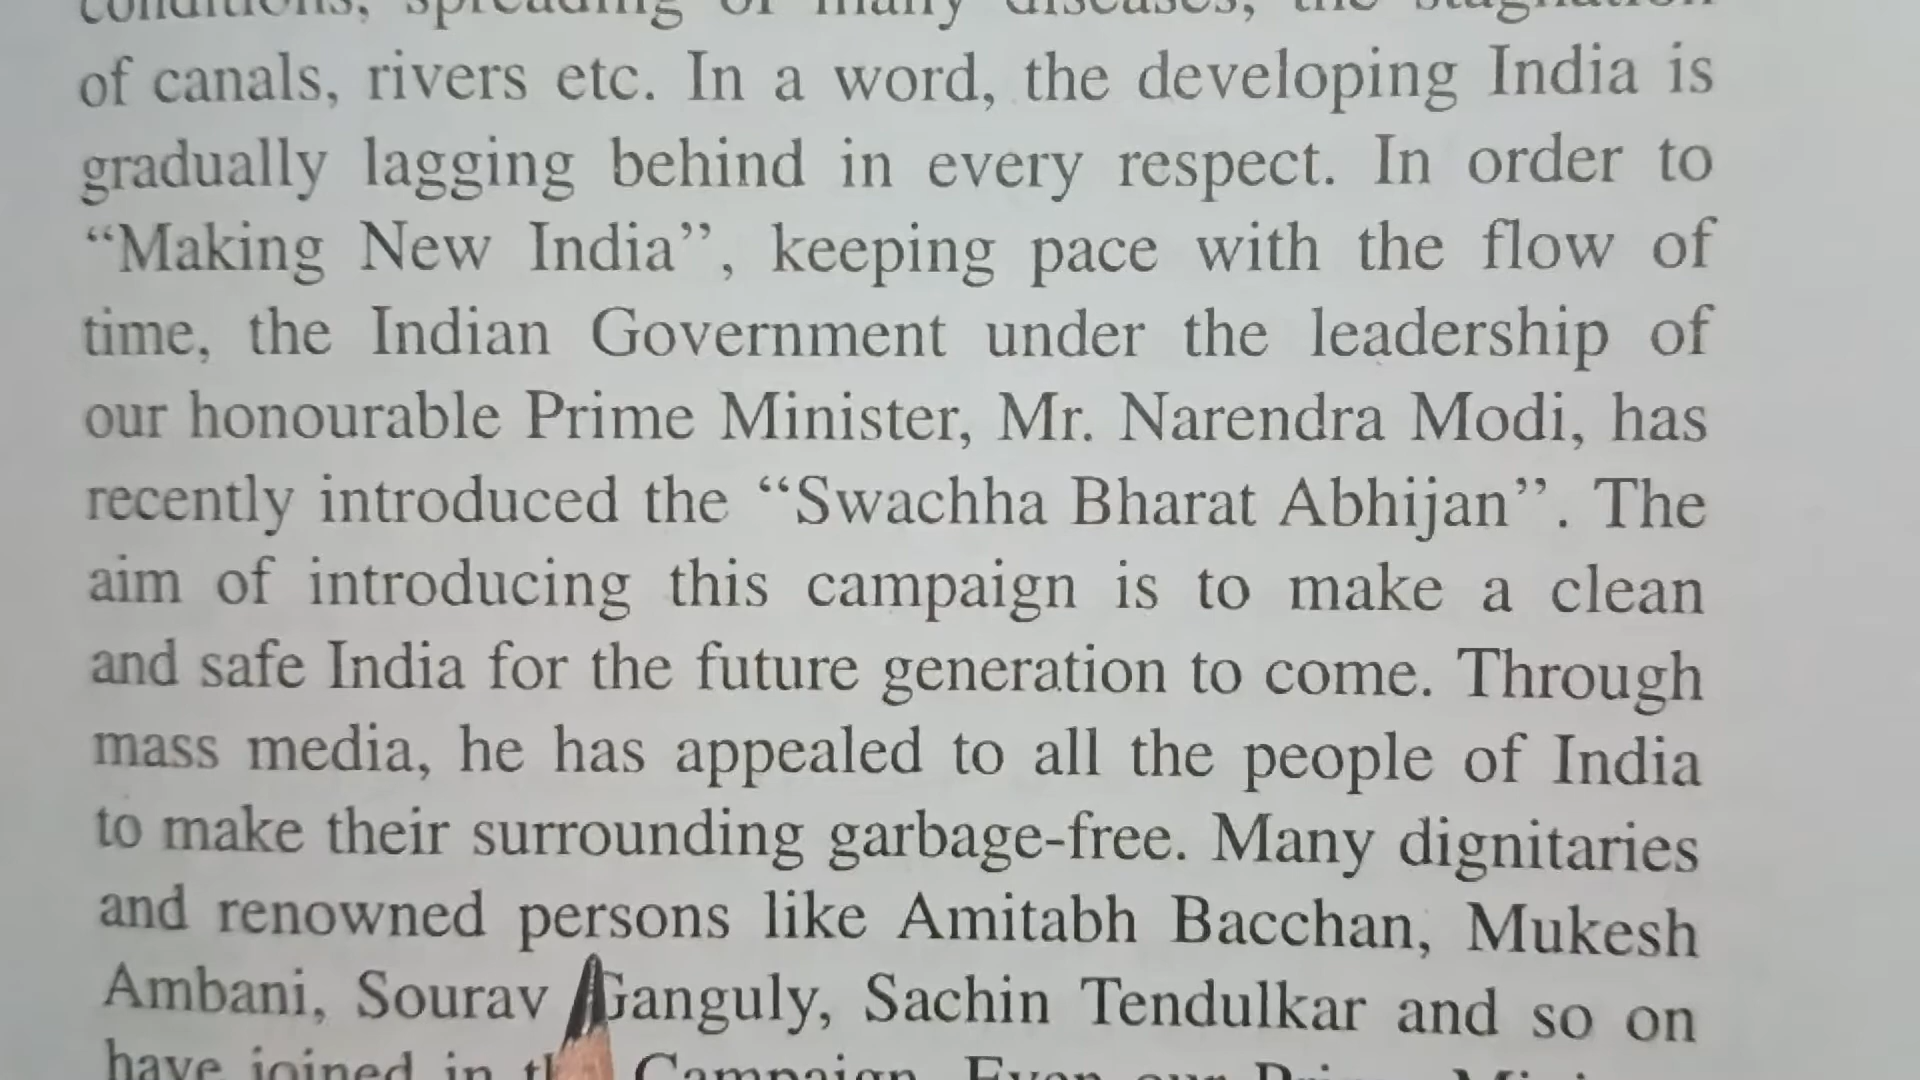 conditions, spreading of many diseases, the stagnation
of canals, rivers etc. In a word, the developing India is
gradually lagging behind in every respect. In order to
“Making New India”, keeping pace with the flow of
time, the Indian Government under the leadership of
our honourable Prime Minister, Mr. Narendra Modi, has
recently introduced the “Swachha Bharat Abhijan”. The
aim of introducing this campaign is to make a clean
and safe India for the future generation to come. Through
mass media, he has appealed to all the people of India
to make their surrounding garbage-free. Many dignitaries
and renowned persons like Amitabh Bacchan, Mukesh
Ambani, Sourav Ganguly, Sachin Tendulkar and so on
have joined in Campaign. Even our Prime